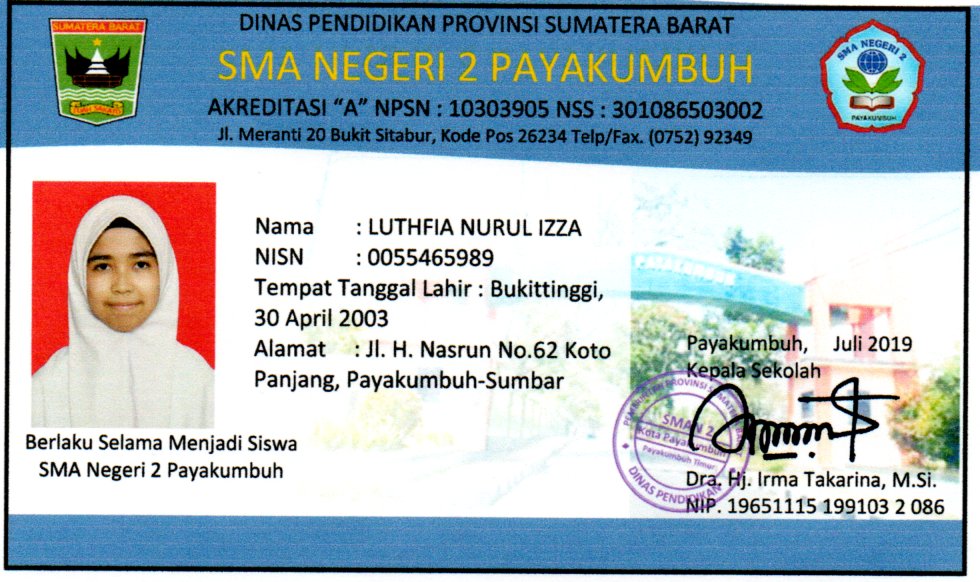 SUMATERA BARAT
TUAH SAKATO
DINAS PENDIDIKAN PROVINSI SUMATERA BARAT
SMA NEGERI 2 PAYAKUMBUH
AKREDITASI “A” NPSN : 10303905 NSS : 301086503002
Jl. Meranti 20 Bukit Sitabur, Kode Pos 26234 Telp/Fax. (0752) 92349
SMA NEGERI 2
PAYAKUMBUH
Nama : LUTHFIA NURUL IZZA
NISN : 0055465989
Tempat Tanggal Lahir : Bukittinggi,
30 April 2003
Alamat : Jl. H. Nasrun No.62 Koto
Panjang, Payakumbuh-Sumbar
Berlaku Selama Menjadi Siswa
SMA Negeri 2 Payakumbuh
Payakumbuh, Juli 2019
Kepala Sekolah
PEMERINTAH PROVINSI SUMATERA
SMAN 2
Kota Payakumbuh
Payakumbuh Timur
DINAS PENDIDIKAN
Dra. Hj. Irma Takarina, M.Si.
NIP. 19651115 199103 2 086